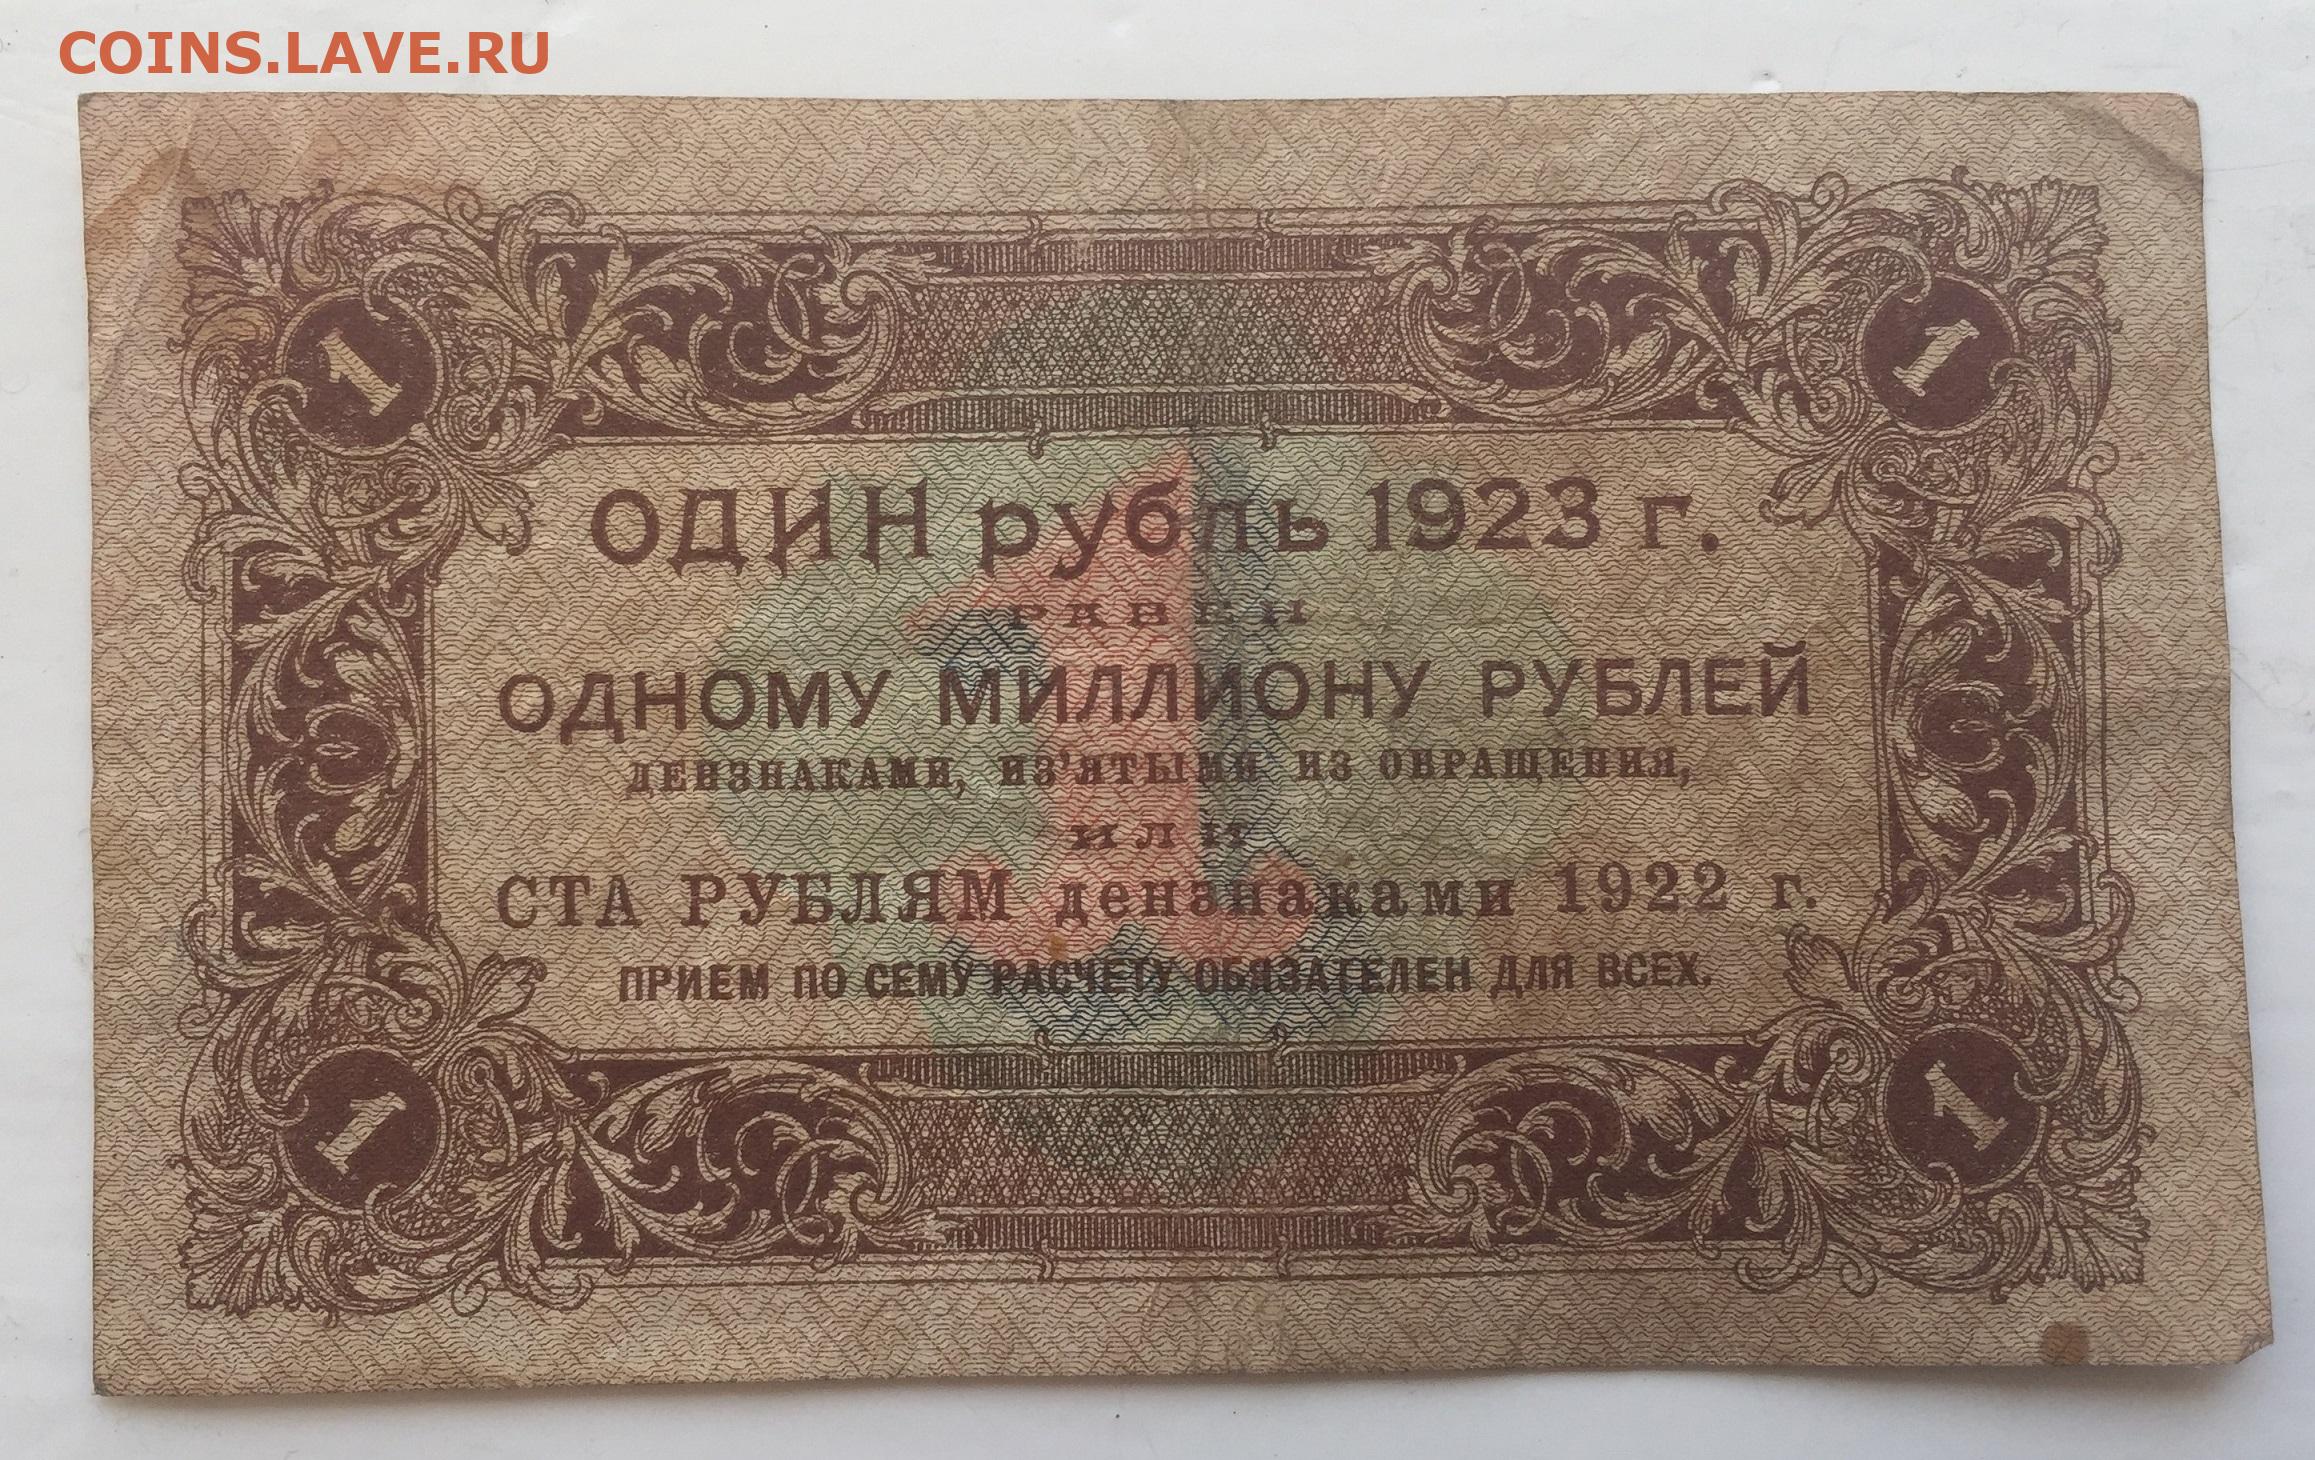 COINS.LAVE.RU
1 1
ОДИН рубль 1923 г.
РАВЕН
ОДНОМУ МИЛЛИОНУ РУБЛЕЙ
ДЕНЗНАКАМИ, ИЗ'ЯТЫМИ ИЗ ОБРАЩЕНИЯ,
ИЛИ
СТА РУБЛЯМ дензнаками 1922 г.
ПРИЕМ ПО СЕМУ РАСЧЕТУ ОБЯЗАТЕЛЕН ДЛЯ ВСЕХ.
1
1 1